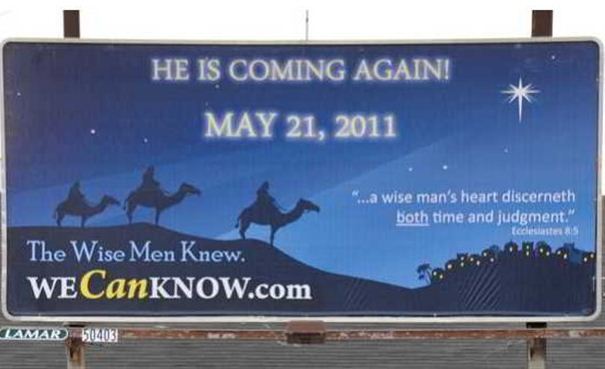 HE IS COMING AGAIN!
MAY 21, 2011
"...a wise man's heart discerneth
both time and judgment."
Ecclesiastes 8:5
The Wise Men Knew.
WECanKNOW.com
LAMAR
50403